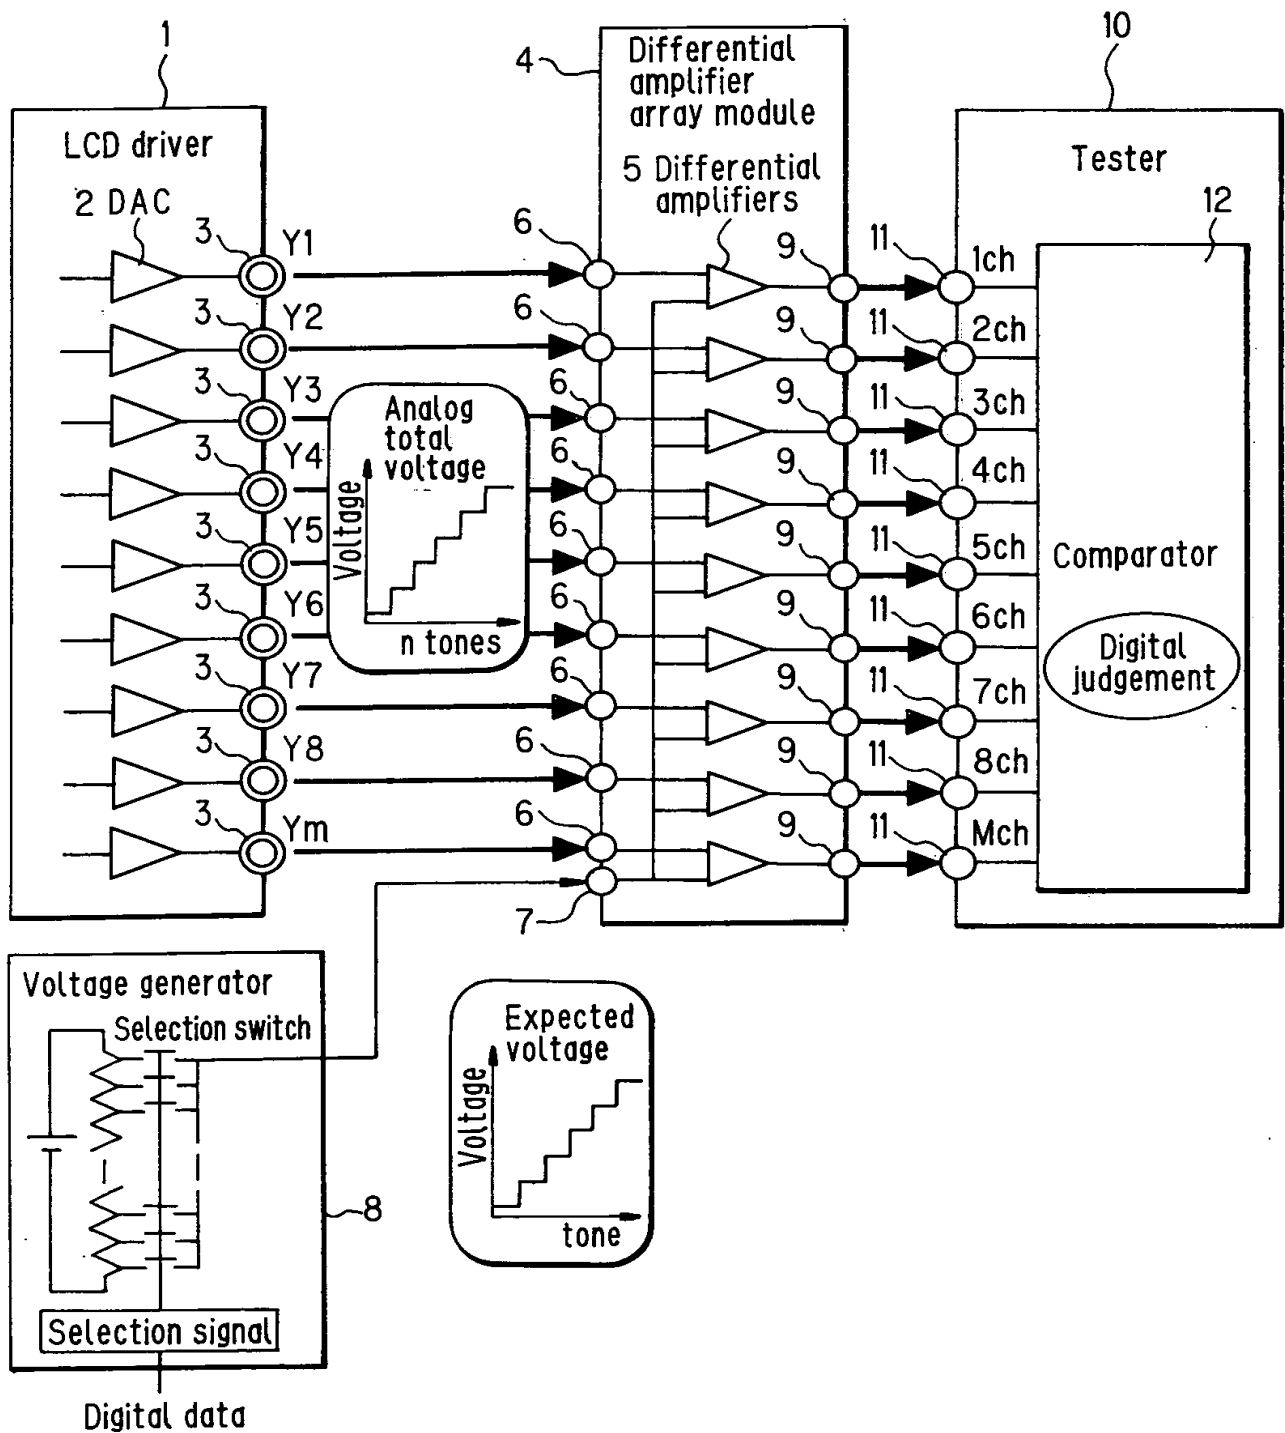 1
4
Differential
amplifier
array module
10
LCD driver
Tester
2 DAC
5 Differential
amplifiers
12
3 Y1 6 9 11 1ch
3 Y2 6 9 11 2ch
3 Y3 6 9 11 3ch
3 Y4 6 9 11 4ch
3 Y5 6 9 11 5ch
3 Y6 6 9 11 6ch
3 Y7 6 9 11 7ch
3 Y8 6 9 11 8ch
3 Ym 6 9 11 Mch
Analog
total
voltage
Voltage
n tones
Comparator
Digital
judgement
7
Voltage generator
Selection switch
8
Selection signal
Digital data
Expected
voltage
Voltage
tone